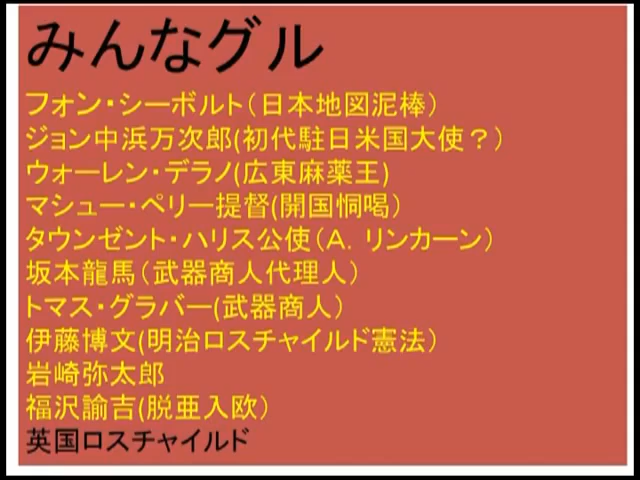 みんなグル
フォン・シーボルト（日本地図泥棒）
ジョン中浜万次郎(初代駐日米国大使？）
ウォーレン・デラノ(広東麻薬王)
マシュー・ペリー提督(開国恫喝）
タウンゼント・ハリス公使（A．リンカーン）
坂本龍馬（武器商人代理人）
トマス・グラバー(武器商人）
伊藤博文(明治ロスチャイルド憲法）
岩崎弥太郎
福沢諭吉(脱亜入欧）
英国ロスチャイルド